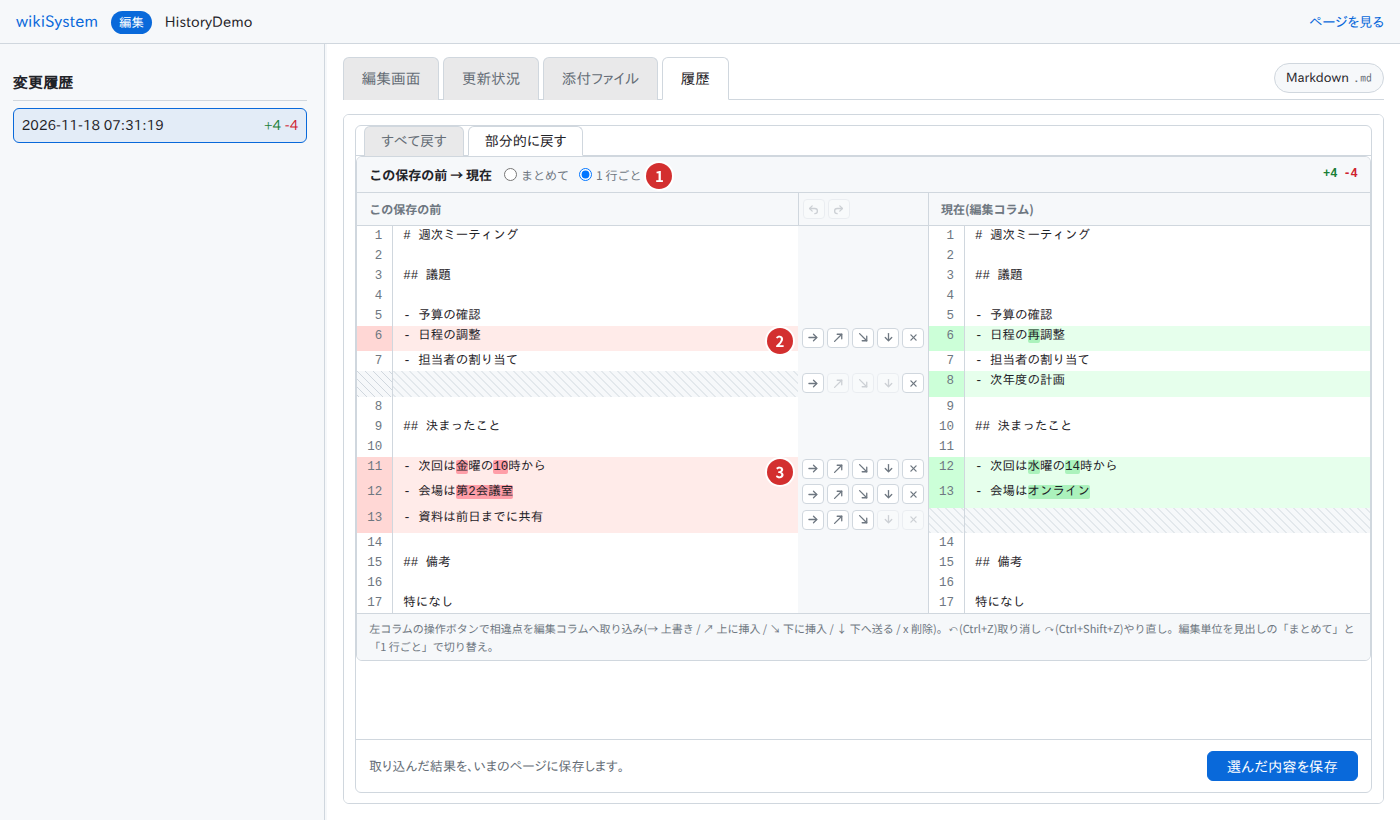 wikiSystem 編集 HistoryDemo ページを見る
変更履歴
2026-11-18 07:31:19 +4 -4
編集画面 更新状況 添付ファイル 履歴 Markdown .md
すべて戻す 部分的に戻す
この保存の前 → 現在 まとめて 1 行ごと 1 +4 -4
この保存の前 ↶ ↷ 現在(編集コラム)
1 # 週次ミーティング 1 # 週次ミーティング
2 2
3 ## 議題 3 ## 議題
4 4
5 - 予算の確認 5 - 予算の確認
6 - 日程の調整 2 → ↗ ↘ ↓ × 6 - 日程の再調整
7 - 担当者の割り当て 7 - 担当者の割り当て
→ ↗ ↘ ↓ × 8 - 次年度の計画
8 9
9 ## 決まったこと 10 ## 決まったこと
10 11
11 - 次回は金曜の10時から 3 → ↗ ↘ ↓ × 12 - 次回は水曜の14時から
12 - 会場は第2会議室 → ↗ ↘ ↓ × 13 - 会場はオンライン
13 - 資料は前日までに共有 → ↗ ↘ ↓ ×
14 14
15 ## 備考 15 ## 備考
16 16
17 特になし 17 特になし
左コラムの操作ボタンで相違点を編集コラムへ取り込み(→ 上書き / ↗ 上に挿入 / ↘ 下に挿入 / ↓ 下へ送る / x 削除)。↶(Ctrl+Z)取り消し ↷(Ctrl+Shift+Z)やり直し。編集単位を見出しの「まとめて」と
「1 行ごと」で切り替え。
取り込んだ結果を、いまのページに保存します。 選んだ内容を保存